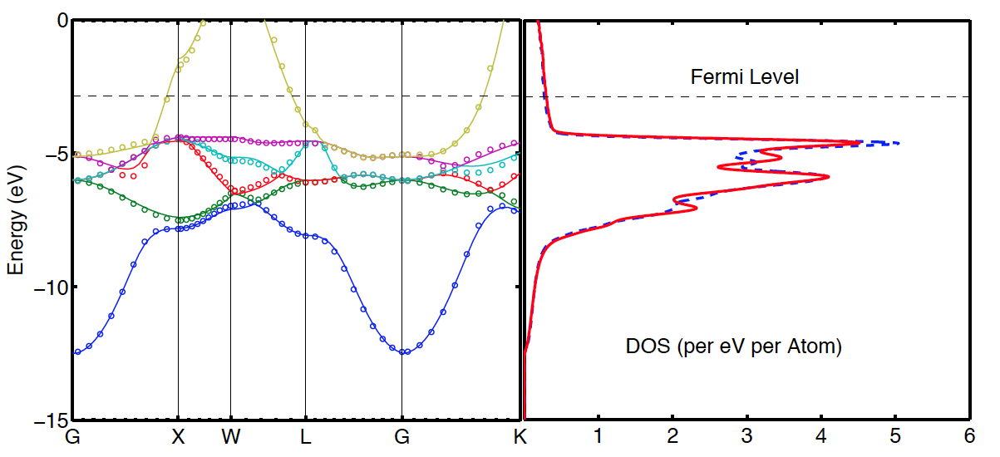 0
−5
−10
−15
Energy (eV)
G X W L G K
Fermi Level
DOS (per eV per Atom)
1 2 3 4 5 6